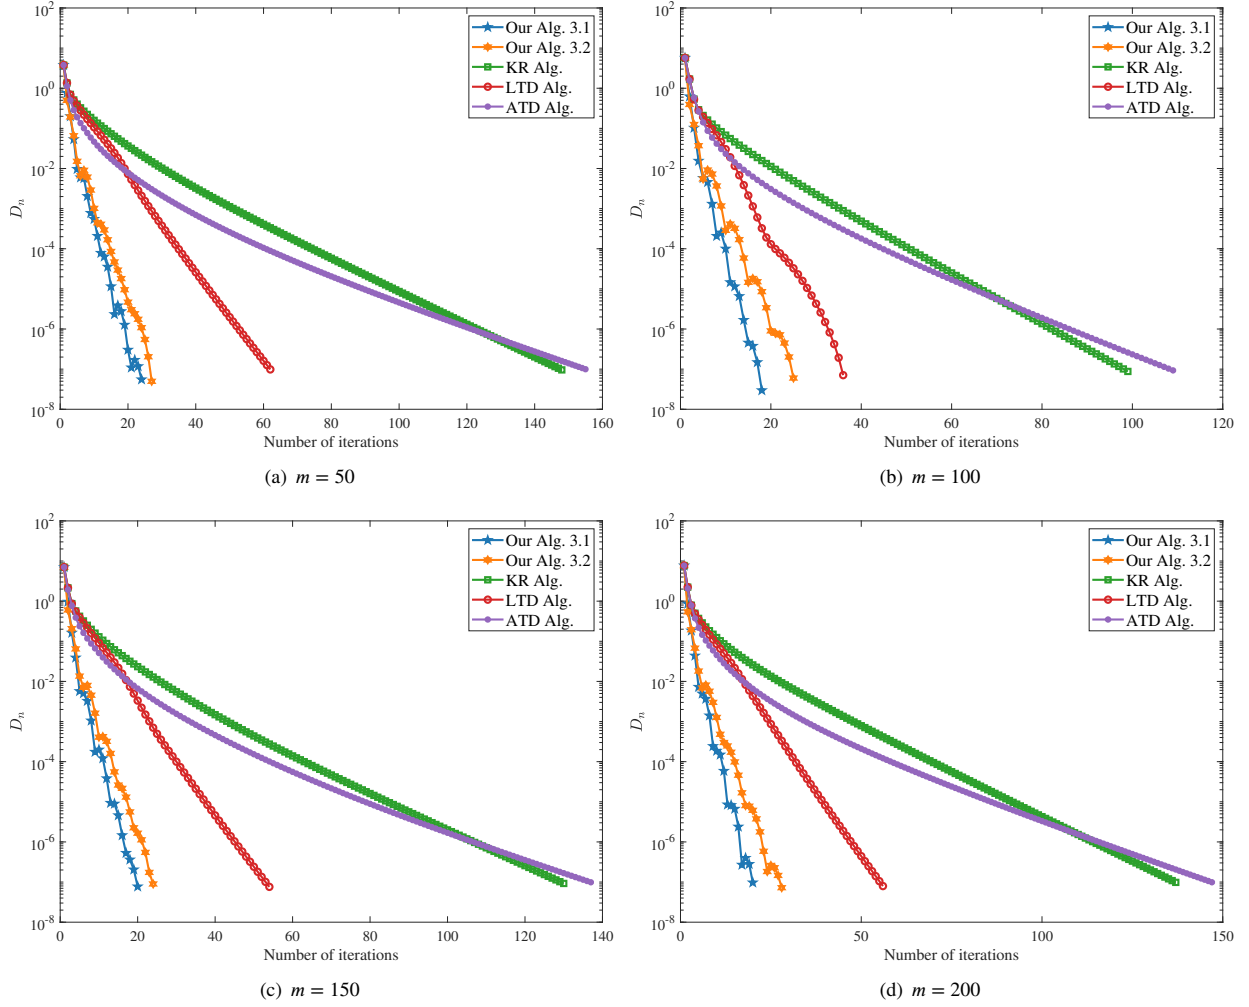 10^2
10^0
10^-2
10^-4
10^-6
10^-8
D_n
0 20 40 60 80 100 120 140 160
Number of iterations
Our Alg. 3.1
Our Alg. 3.2
KR Alg.
LTD Alg.
ATD Alg.
(a) m = 50
10^2
10^0
10^-2
10^-4
10^-6
10^-8
D_n
0 20 40 60 80 100 120
Number of iterations
Our Alg. 3.1
Our Alg. 3.2
KR Alg.
LTD Alg.
ATD Alg.
(b) m = 100
10^2
10^0
10^-2
10^-4
10^-6
10^-8
D_n
0 20 40 60 80 100 120 140
Number of iterations
Our Alg. 3.1
Our Alg. 3.2
KR Alg.
LTD Alg.
ATD Alg.
(c) m = 150
10^2
10^0
10^-2
10^-4
10^-6
10^-8
D_n
0 50 100 150
Number of iterations
Our Alg. 3.1
Our Alg. 3.2
KR Alg.
LTD Alg.
ATD Alg.
(d) m = 200